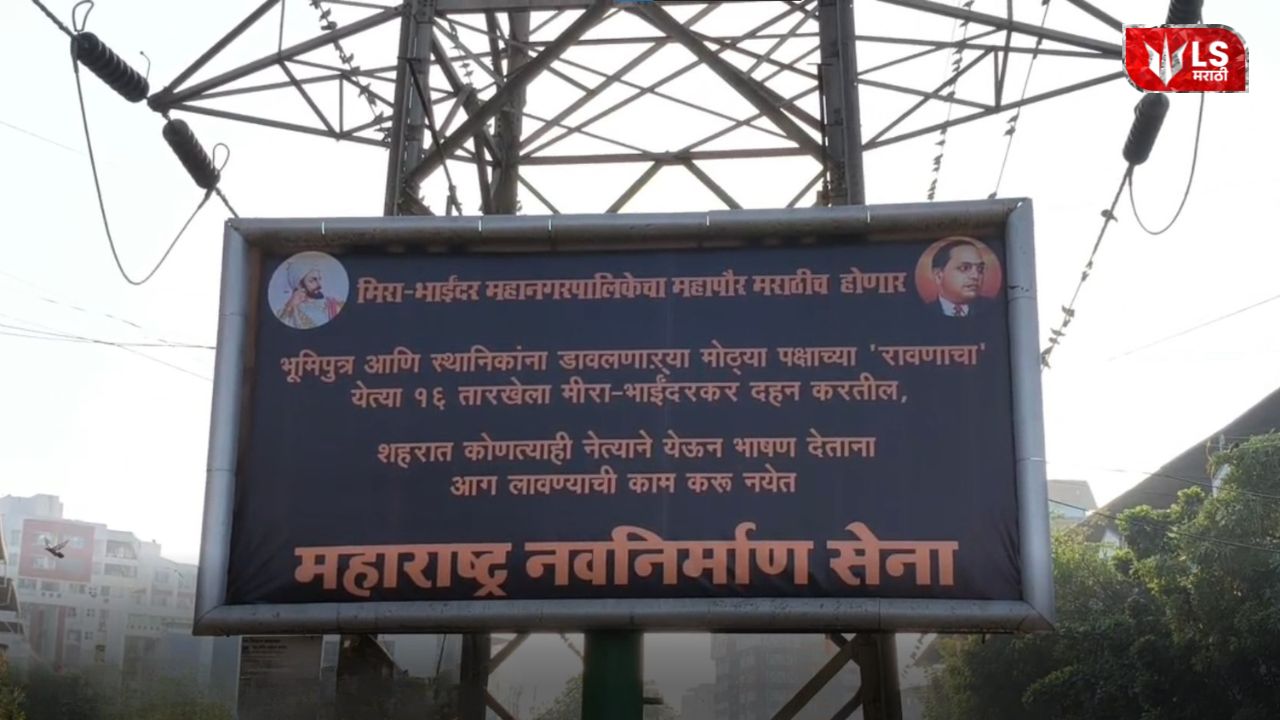 LS
मराठी
मिरा-भाईंदर महानगरपालिकेचा महापौर मराठीच होणार
भूमिपुत्र आणि स्थानिकांना डावलणाऱ्या मोठ्या पक्षाच्या 'रावणाचा'
येत्या १६ तारखेला मीरा-भाईंदरकर दहन करतील,
शहरात कोणत्याही नेत्याने येऊन भाषण देताना
आग लावण्याची काम करू नयेत
महाराष्ट्र नवनिर्माण सेना